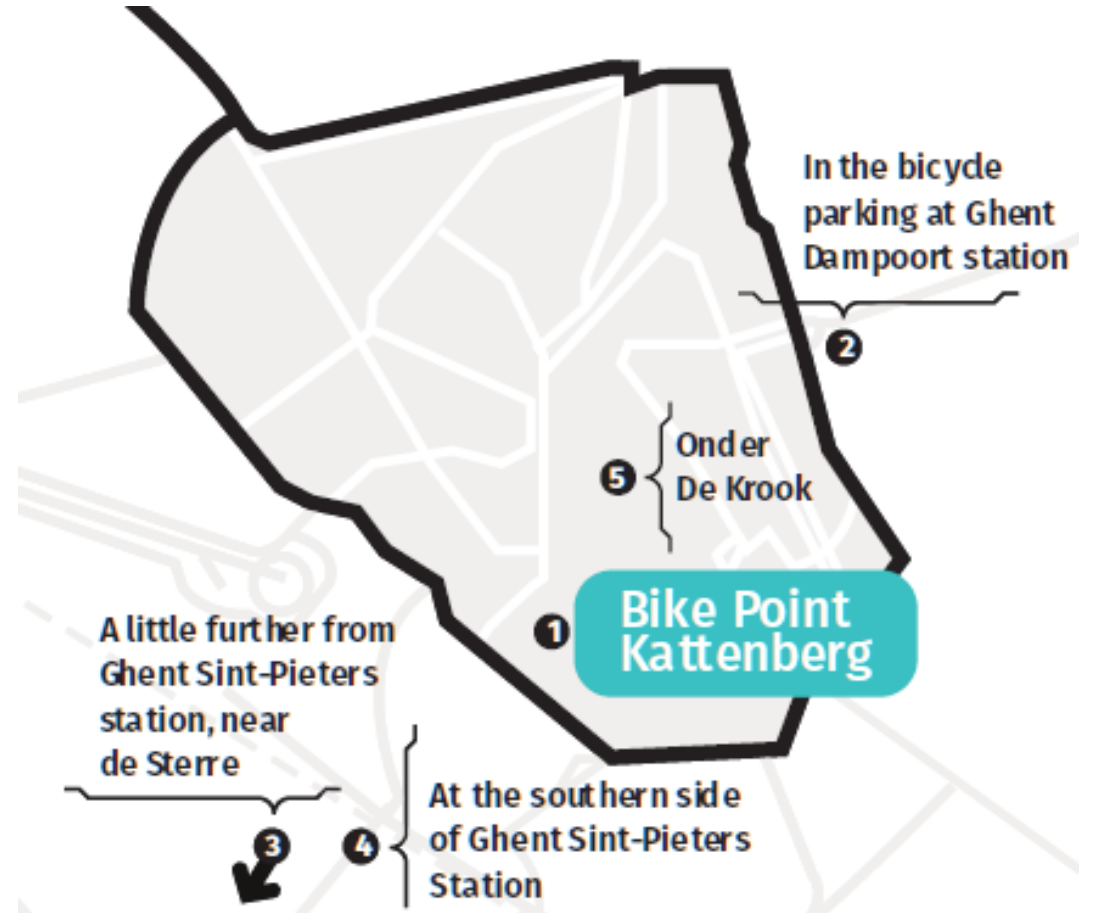 In the bicycle
parking at Ghent
Dampoort station
2
5
Onder
De Krook
1
Bike Point
Kattenberg
A little further from
Ghent Sint-Pieters
station, near
de Sterre
3
4
At the southern side
of Ghent Sint-Pieters
Station